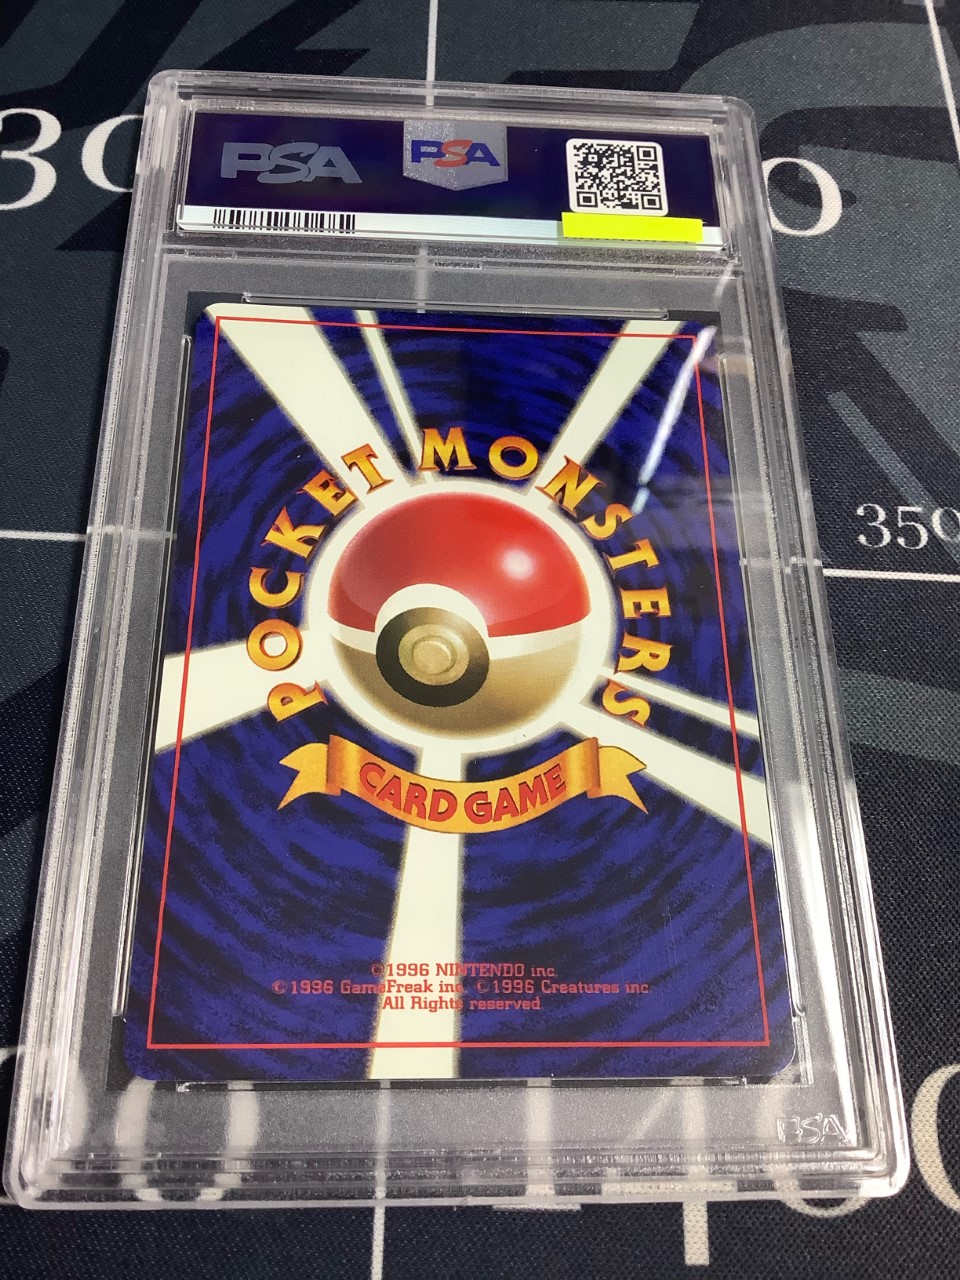 PSA PSA
POCKET MONSTERS
CARD GAME
©1996 NINTENDO inc.
©1996 GameFreak inc. ©1996 Creatures inc.
All Rights reserved.
350
PSA